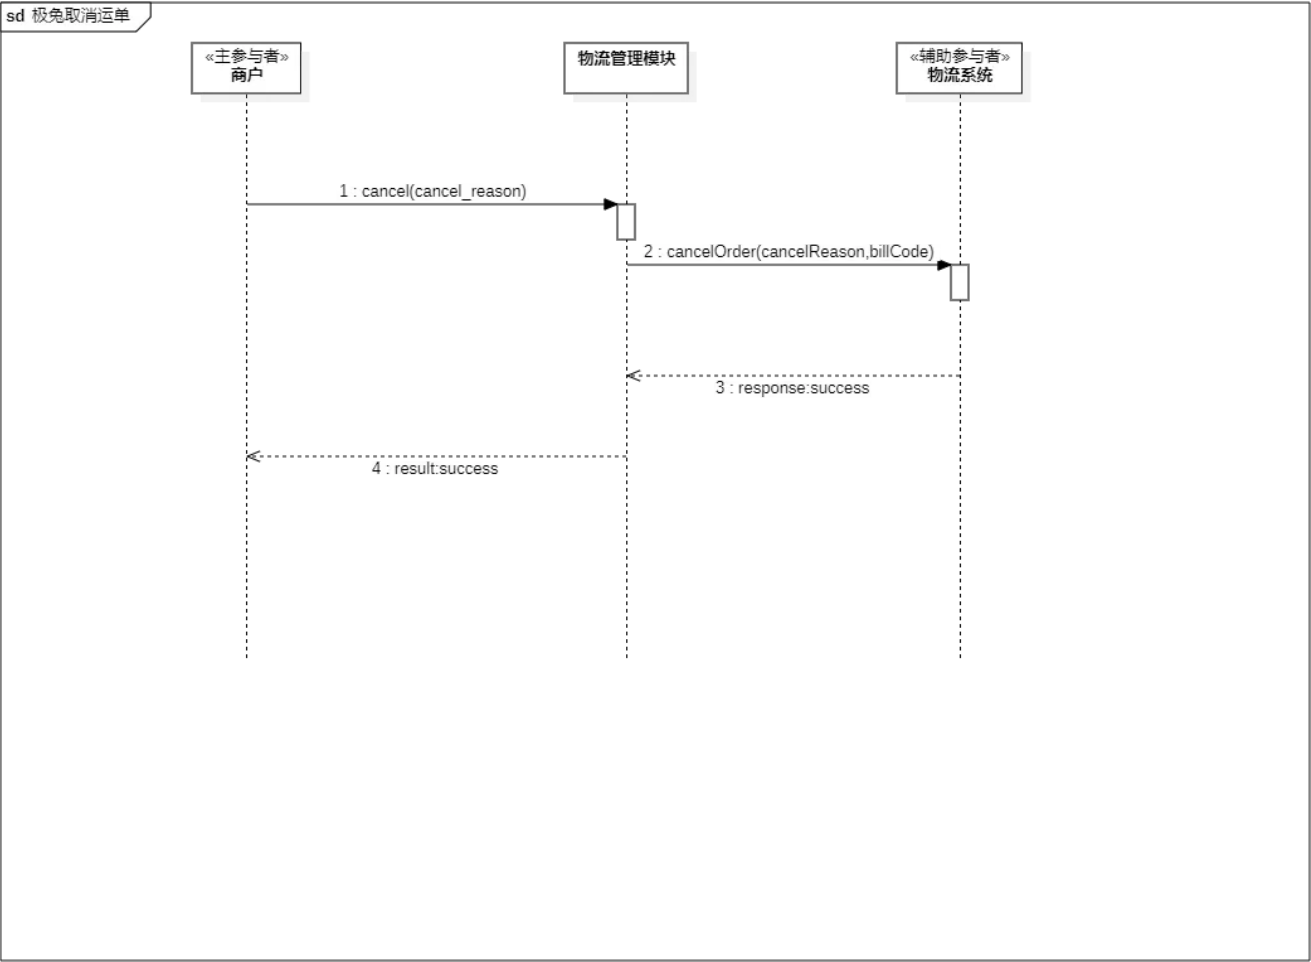 sd 极兔取消运单
«主参与者»
商户
物流管理模块
«辅助参与者»
物流系统
1 : cancel(cancel_reason)
2 : cancelOrder(cancelReason,billCode)
3 : response:success
4 : result:success